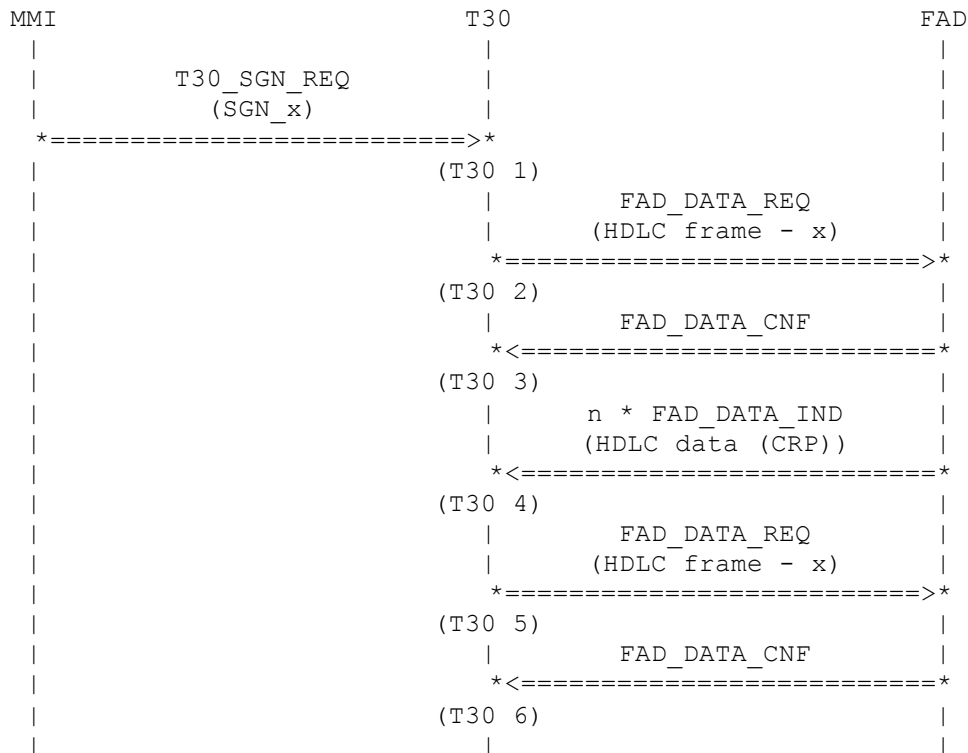 MMI T30 FAD
T30_SGN_REQ
(SGN_x)
*==========================>*
(T30 1)
FAD_DATA_REQ
(HDLC frame - x)
*==========================>*
(T30 2)
FAD_DATA_CNF
*<==========================*
(T30 3)
n * FAD_DATA_IND
(HDLC data (CRP))
*<==========================*
(T30 4)
FAD_DATA_REQ
(HDLC frame - x)
*==========================>*
(T30 5)
FAD_DATA_CNF
*<==========================*
(T30 6)